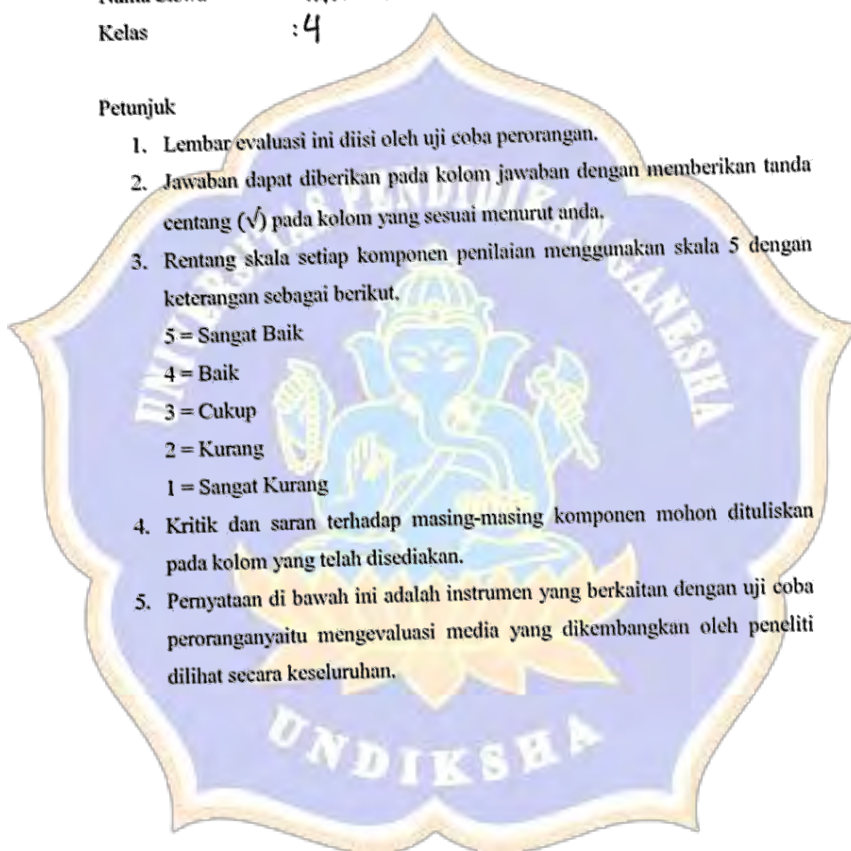 Kelas : 4
Petunjuk
1. Lembar evaluasi ini diisi oleh uji coba perorangan.
2. Jawaban dapat diberikan pada kolom jawaban dengan memberikan tanda
centang (√) pada kolom yang sesuai menurut anda.
3. Rentang skala setiap komponen penilaian menggunakan skala 5 dengan
keterangan sebagai berikut.
5 = Sangat Baik
4 = Baik
3 = Cukup
2 = Kurang
1 = Sangat Kurang
4. Kritik dan saran terhadap masing-masing komponen mohon dituliskan
pada kolom yang telah disediakan.
5. Pernyataan di bawah ini adalah instrumen yang berkaitan dengan uji coba
peroranganyaitu mengevaluasi media yang dikembangkan oleh peneliti
dilihat secara keseluruhan.
UNIVERSITAS PENDIDIKAN GANESHA
UNDIKSHA